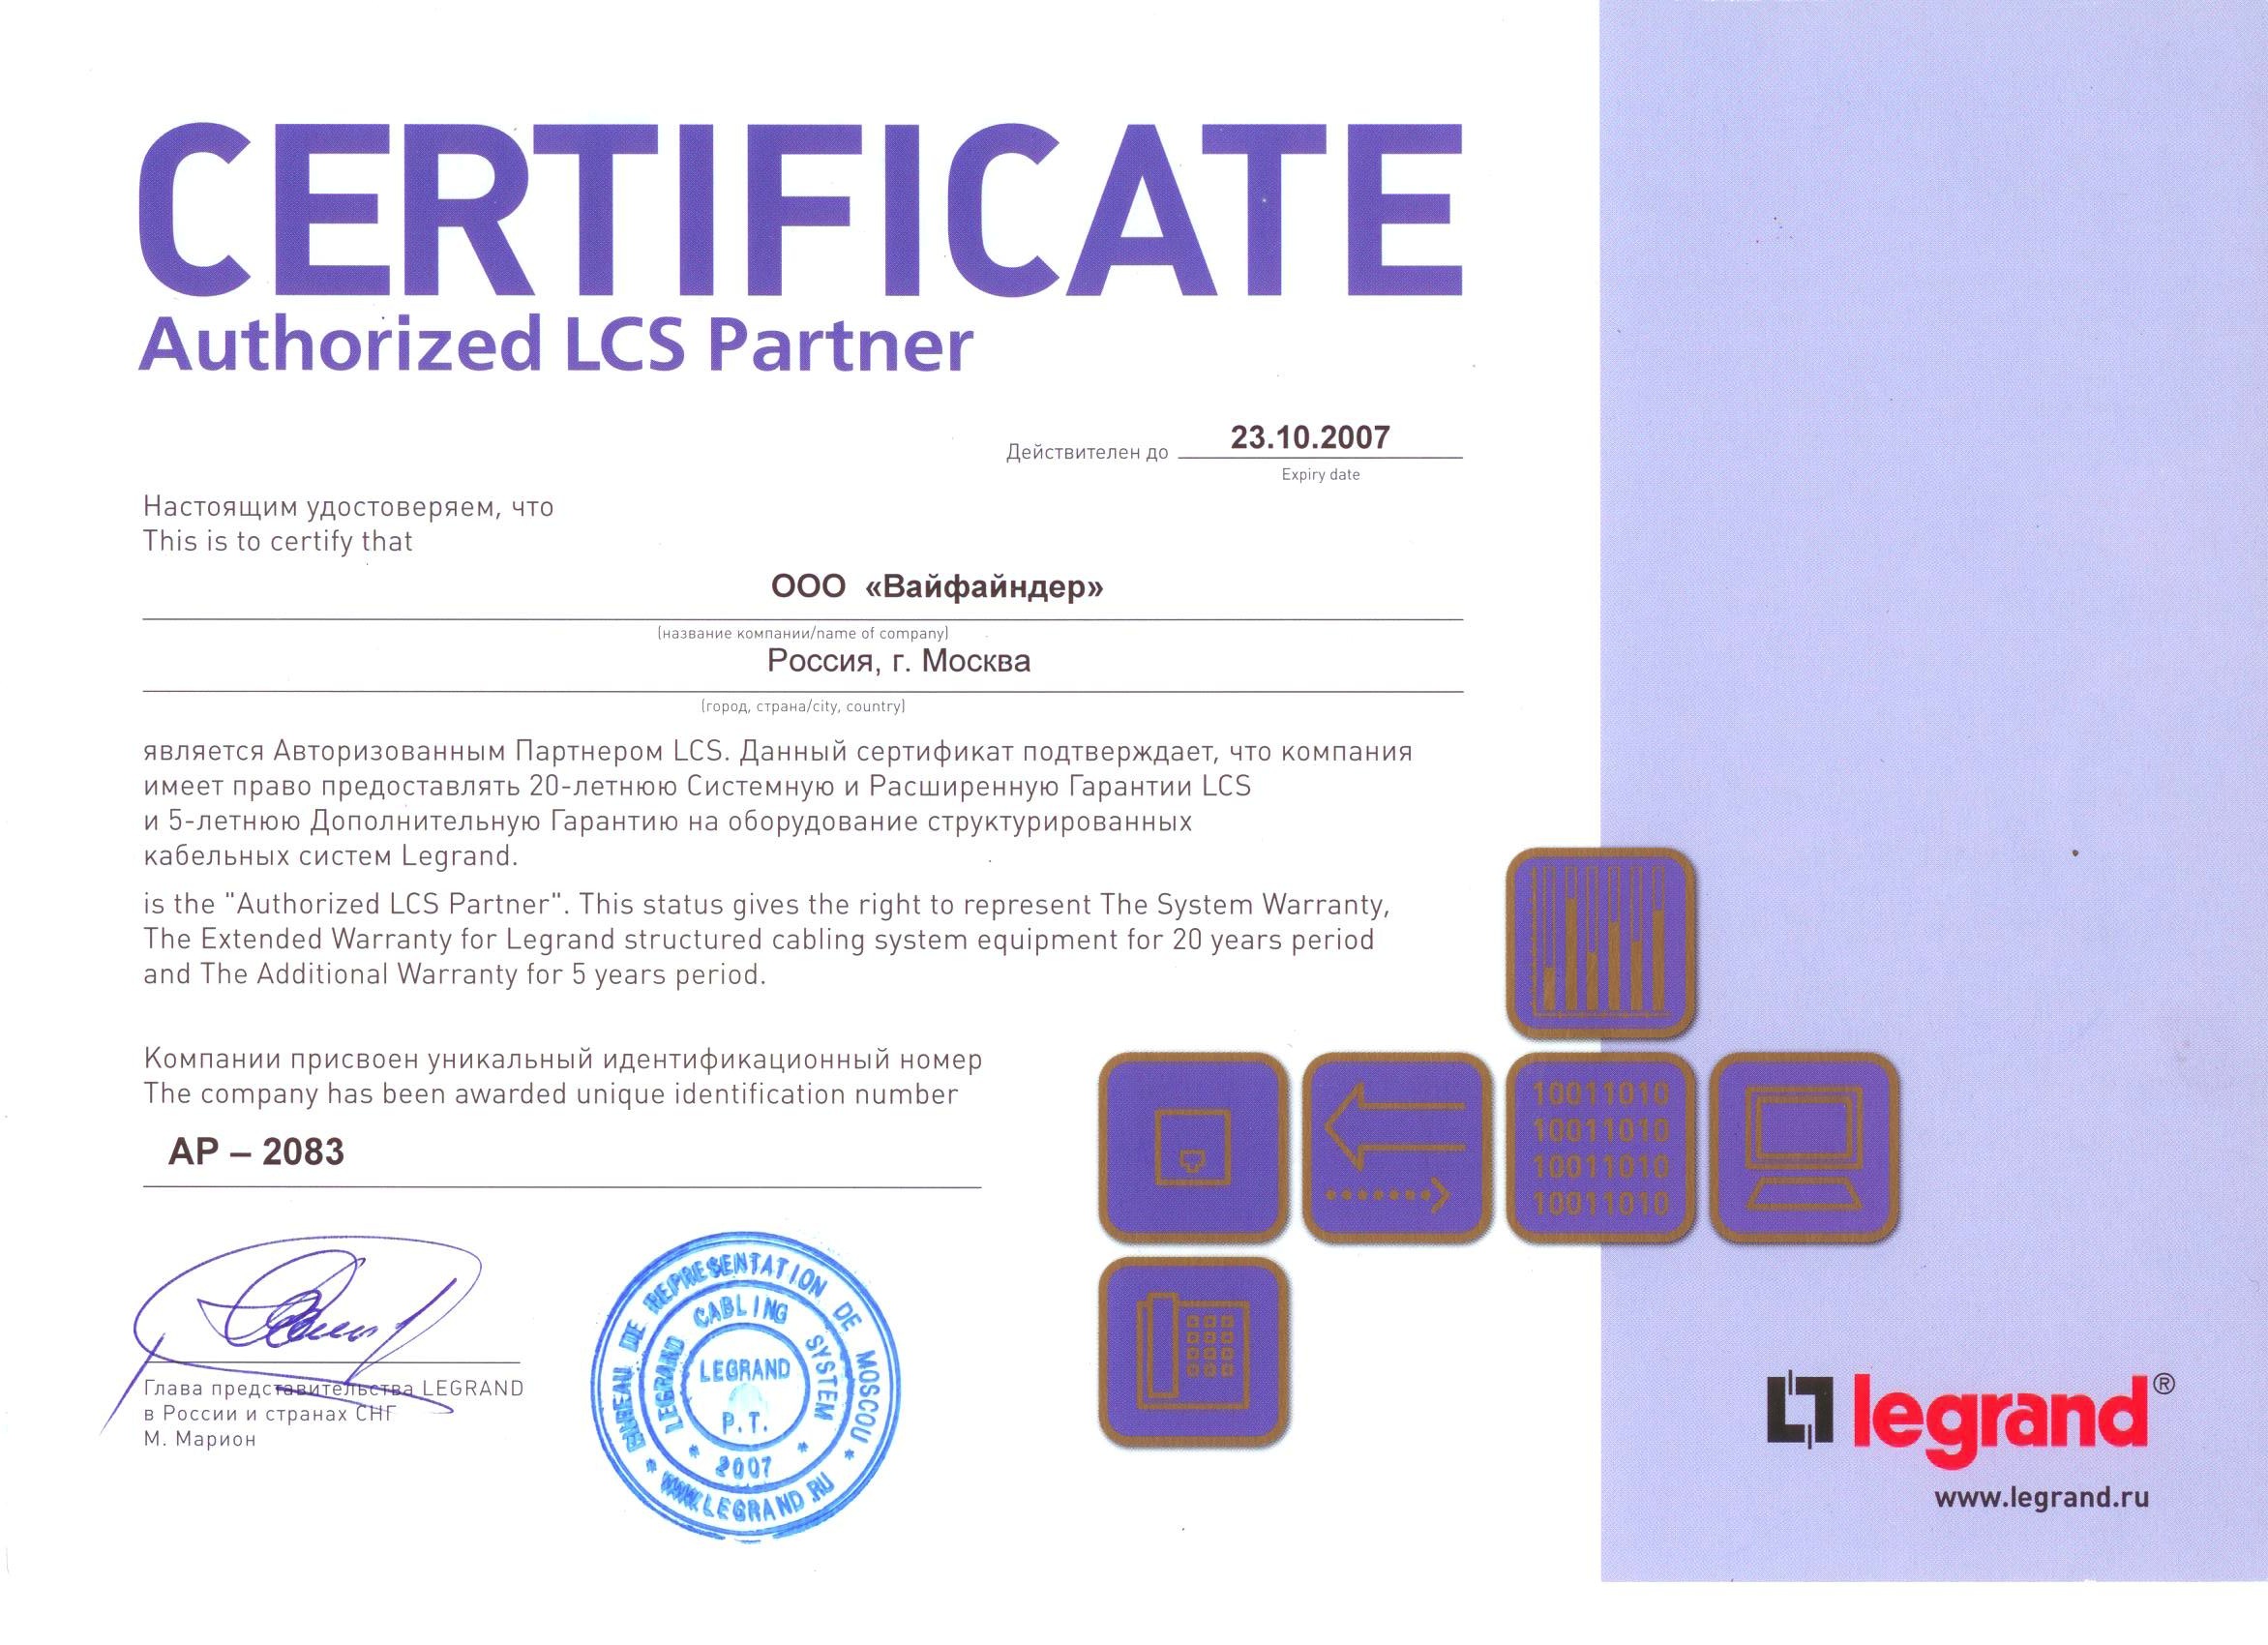 CERTIFICATE
Authorized LCS Partner
Действителен до 23.10.2007
Expiry date
Настоящим удостоверяем, что
This is to certify that
ООО «Вайфайндер»
(название компании/name of company)
Россия, г. Москва
(город, страна/city, country)
является Авторизованным Партнером LCS. Данный сертификат подтверждает, что компания
имеет право предоставлять 20-летнюю Системную и Расширенную Гарантии LCS
и 5-летнюю Дополнительную Гарантию на оборудование структурированных
кабельных систем Legrand.
is the "Authorized LCS Partner". This status gives the right to represent The System Warranty,
The Extended Warranty for Legrand structured cabling system equipment for 20 years period
and The Additional Warranty for 5 years period.
Компании присвоен уникальный идентификационный номер
The company has been awarded unique identification number
AP – 2083
10011010
10011010
10011010
10011010
Глава представительства LEGRAND
в России и странах СНГ
М. Марион
BUREAU DE REPRESENTATION DE MOSCOU
* WWW.LEGRAND.RU *
LEGRAND CABLING SYSTEM
* 2007 *
LEGRAND
P.T.
legrand®
www.legrand.ru